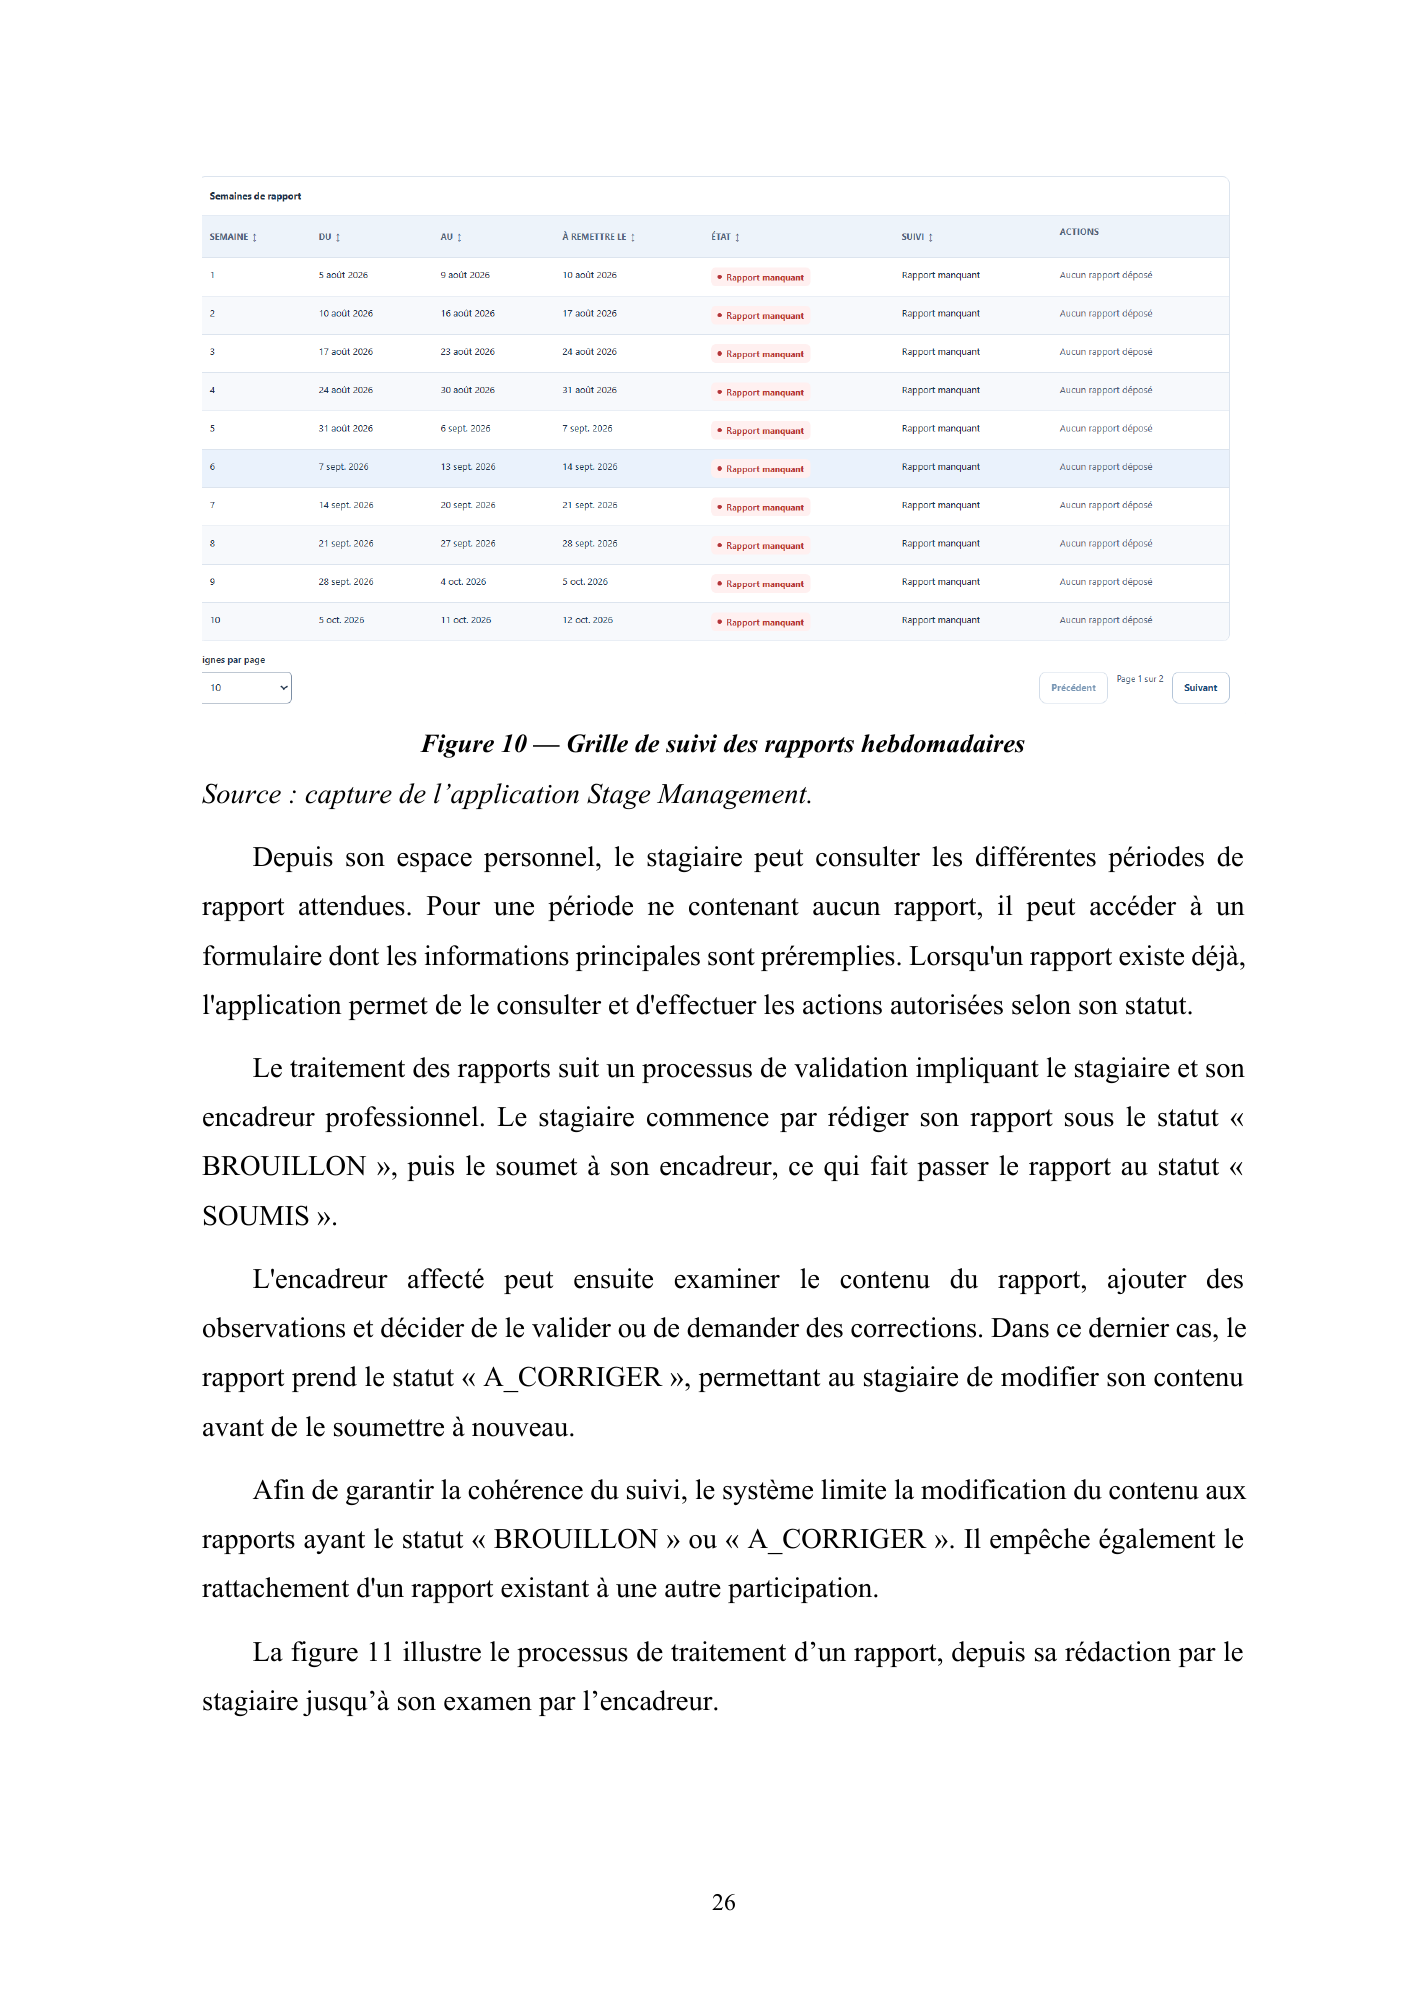 Semaines de rapport
SEMAINE ↕ DU ↕ AU ↕ À REMETTRE LE ↕ ÉTAT ↕ SUIVI ↕ ACTIONS
1 5 août 2026 9 août 2026 10 août 2026 • Rapport manquant Rapport manquant Aucun rapport déposé
2 10 août 2026 16 août 2026 17 août 2026 • Rapport manquant Rapport manquant Aucun rapport déposé
3 17 août 2026 23 août 2026 24 août 2026 • Rapport manquant Rapport manquant Aucun rapport déposé
4 24 août 2026 30 août 2026 31 août 2026 • Rapport manquant Rapport manquant Aucun rapport déposé
5 31 août 2026 6 sept. 2026 7 sept. 2026 • Rapport manquant Rapport manquant Aucun rapport déposé
6 7 sept. 2026 13 sept. 2026 14 sept. 2026 • Rapport manquant Rapport manquant Aucun rapport déposé
7 14 sept. 2026 20 sept. 2026 21 sept. 2026 • Rapport manquant Rapport manquant Aucun rapport déposé
8 21 sept. 2026 27 sept. 2026 28 sept. 2026 • Rapport manquant Rapport manquant Aucun rapport déposé
9 28 sept. 2026 4 oct. 2026 5 oct. 2026 • Rapport manquant Rapport manquant Aucun rapport déposé
10 5 oct. 2026 11 oct. 2026 12 oct. 2026 • Rapport manquant Rapport manquant Aucun rapport déposé
ignes par page
10 Précédent Page 1 sur 2 Suivant
Figure 10 — Grille de suivi des rapports hebdomadaires
Source : capture de l’application Stage Management.
Depuis son espace personnel, le stagiaire peut consulter les différentes périodes de
rapport attendues. Pour une période ne contenant aucun rapport, il peut accéder à un
formulaire dont les informations principales sont préremplies. Lorsqu'un rapport existe déjà,
l'application permet de le consulter et d'effectuer les actions autorisées selon son statut.
Le traitement des rapports suit un processus de validation impliquant le stagiaire et son
encadreur professionnel. Le stagiaire commence par rédiger son rapport sous le statut «
BROUILLON », puis le soumet à son encadreur, ce qui fait passer le rapport au statut «
SOUMIS ».
L'encadreur affecté peut ensuite examiner le contenu du rapport, ajouter des
observations et décider de le valider ou de demander des corrections. Dans ce dernier cas, le
rapport prend le statut « A_CORRIGER », permettant au stagiaire de modifier son contenu
avant de le soumettre à nouveau.
Afin de garantir la cohérence du suivi, le système limite la modification du contenu aux
rapports ayant le statut « BROUILLON » ou « A_CORRIGER ». Il empêche également le
rattachement d'un rapport existant à une autre participation.
La figure 11 illustre le processus de traitement d’un rapport, depuis sa rédaction par le
stagiaire jusqu’à son examen par l’encadreur.
26